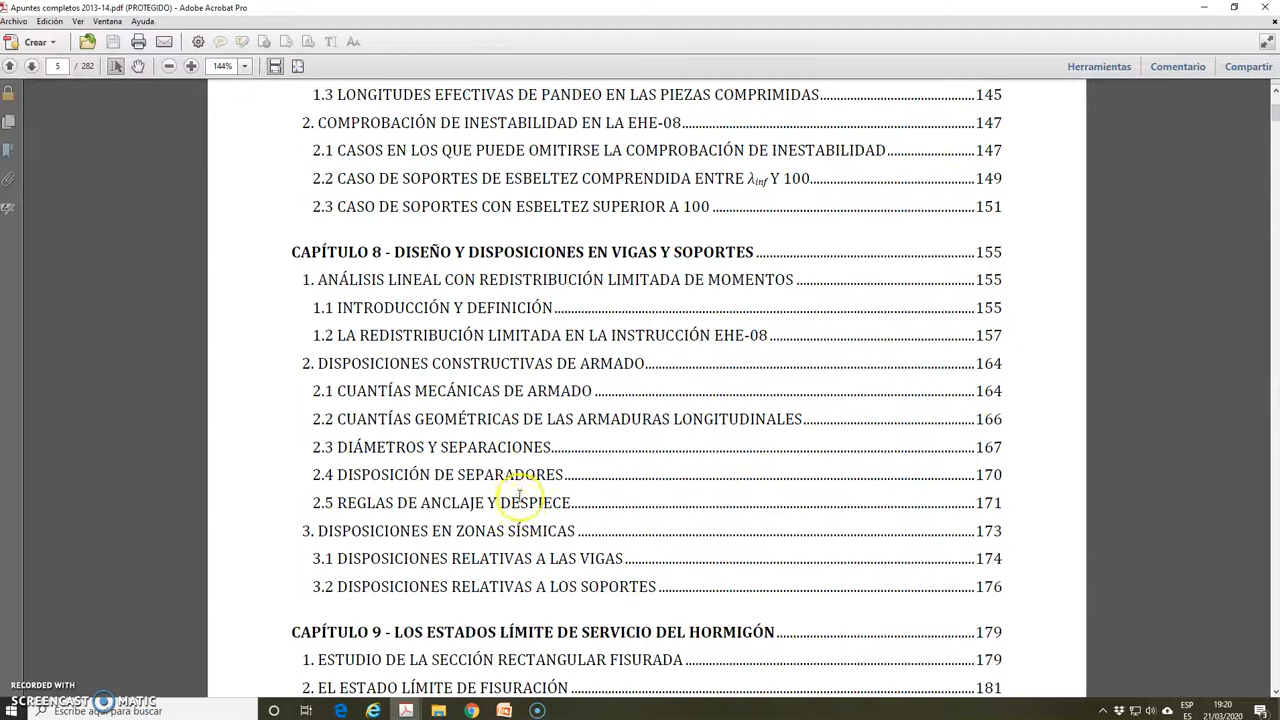 Apuntes completos 2013-14.pdf (PROTEGIDO) - Adobe Acrobat Pro
Archivo Edición Ver Ventana Ayuda
Crear
5 / 282 144% Herramientas Comentario Compartir
1.3 LONGITUDES EFECTIVAS DE PANDEO EN LAS PIEZAS COMPRIMIDAS 145
2. COMPROBACIÓN DE INESTABILIDAD EN LA EHE-08 147
2.1 CASOS EN LOS QUE PUEDE OMITIRSE LA COMPROBACIÓN DE INESTABILIDAD 147
2.2 CASO DE SOPORTES DE ESBELTEZ COMPRENDIDA ENTRE λinf Y 100 149
2.3 CASO DE SOPORTES CON ESBELTEZ SUPERIOR A 100 151
CAPÍTULO 8 - DISEÑO Y DISPOSICIONES EN VIGAS Y SOPORTES 155
1. ANÁLISIS LINEAL CON REDISTRIBUCIÓN LIMITADA DE MOMENTOS 155
1.1 INTRODUCCIÓN Y DEFINICIÓN 155
1.2 LA REDISTRIBUCIÓN LIMITADA EN LA INSTRUCCIÓN EHE-08 157
2. DISPOSICIONES CONSTRUCTIVAS DE ARMADO 164
2.1 CUANTÍAS MECÁNICAS DE ARMADO 164
2.2 CUANTÍAS GEOMÉTRICAS DE LAS ARMADURAS LONGITUDINALES 166
2.3 DIÁMETROS Y SEPARACIONES 167
2.4 DISPOSICIÓN DE SEPARADORES 170
2.5 REGLAS DE ANCLAJE Y DESPIECE 171
3. DISPOSICIONES EN ZONAS SÍSMICAS 173
3.1 DISPOSICIONES RELATIVAS A LAS VIGAS 174
3.2 DISPOSICIONES RELATIVAS A LOS SOPORTES 176
CAPÍTULO 9 - LOS ESTADOS LÍMITE DE SERVICIO DEL HORMIGÓN 179
1. ESTUDIO DE LA SECCIÓN RECTANGULAR FISURADA 179
2. EL ESTADO LÍMITE DE FISURACIÓN 181
RECORDED WITH
SCREENCAST MATIC
Escribe aquí para buscar
ESP
ES
19:20
21/03/2020